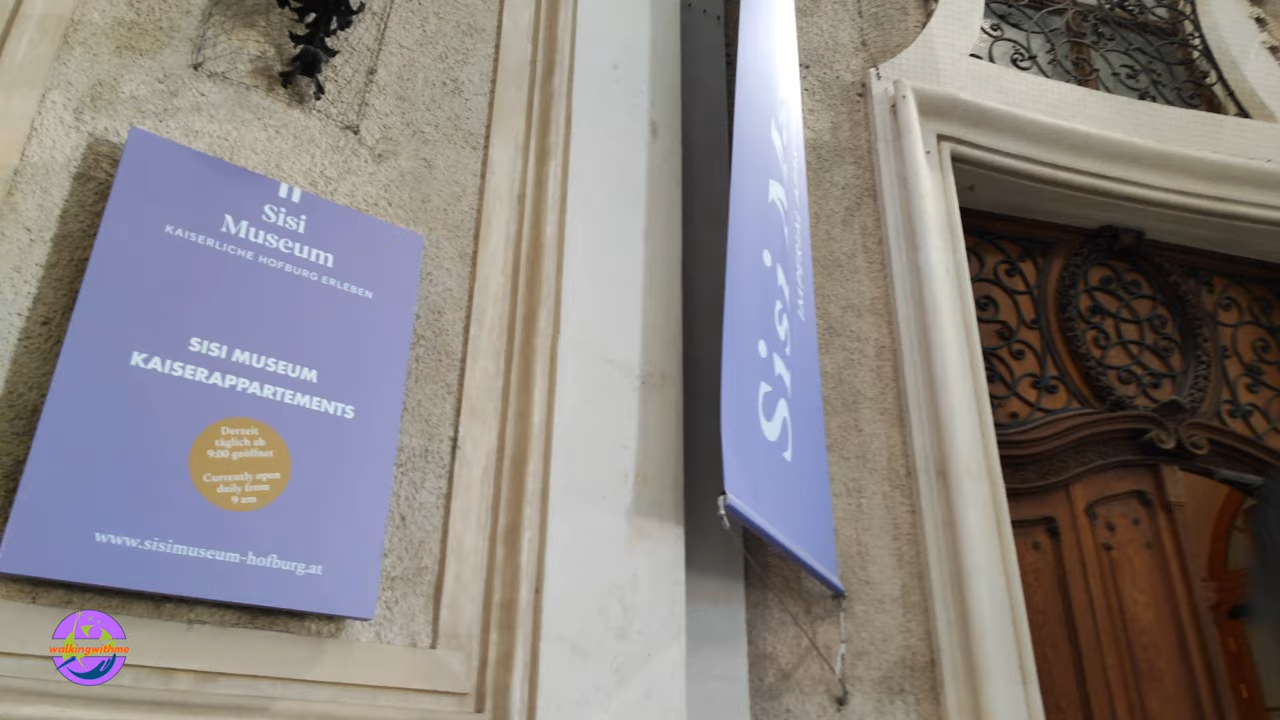 Sisi
Museum
KAISERLICHE HOFBURG ERLEBEN
SISI MUSEUM
KAISERAPPARTEMENTS
Derzeit
täglich ab
9:00 geöffnet
Currently open
daily from
9 am
www.sisimuseum-hofburg.at
Sisi
walkingwithme